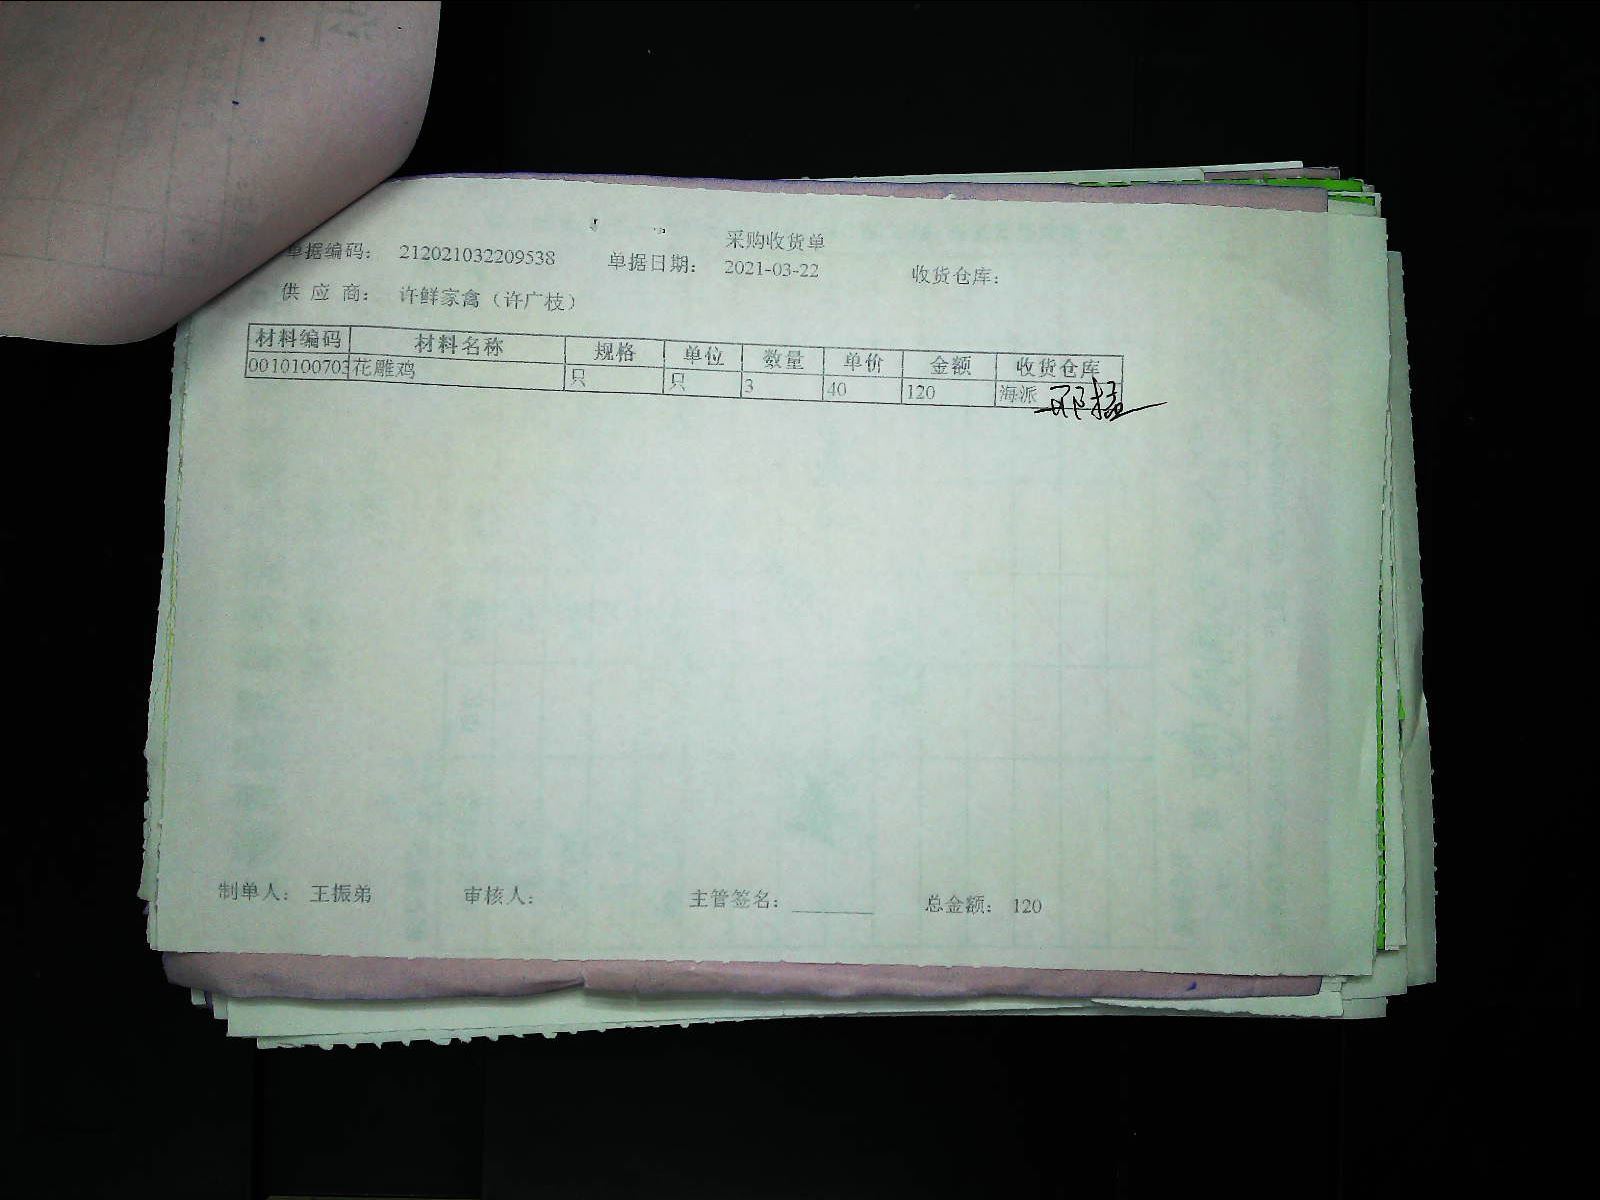 采购收货单
单据编码： 212021032209538 单据日期： 2021-03-22 收货仓库：
供 应 商： 许鲜家禽（许广枝）
材料编码 材料名称 规格 单位 数量 单价 金额 收货仓库
0010100703 花雕鸡 只 只 3 40 120 海派
制单人： 王振弟 审核人： 主管签名： 总金额： 120